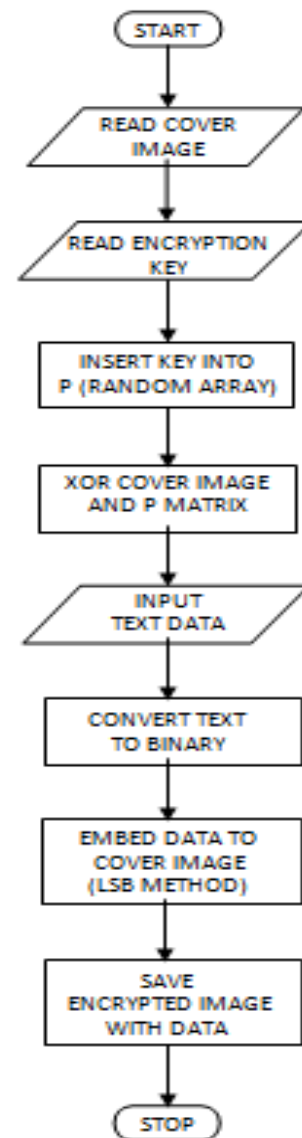 START
READ COVER
IMAGE
READ ENCRYPTION
KEY
INSERT KEY INTO
P (RANDOM ARRAY)
XOR COVER IMAGE
AND P MATRIX
INPUT
TEXT DATA
CONVERT TEXT
TO BINARY
EMBED DATA TO
COVER IMAGE
(LSB METHOD)
SAVE
ENCRYPTED IMAGE
WITH DATA
STOP